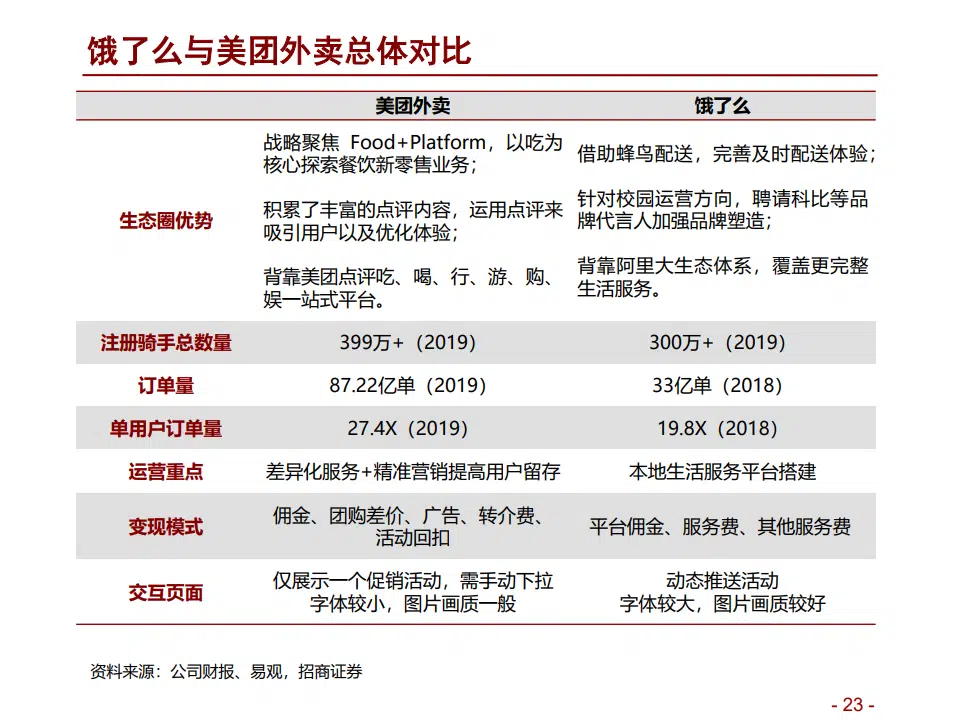 饿了么与美团外卖总体对比
美团外卖 饿了么
生态圈优势
战略聚焦 Food+Platform，以吃为
核心探索餐饮新零售业务；
积累了丰富的点评内容，运用点评来
吸引用户以及优化体验；
背靠美团点评吃、喝、行、游、购、
娱一站式平台。
借助蜂鸟配送，完善及时配送体验；
针对校园运营方向，聘请科比等品
牌代言人加强品牌塑造；
背靠阿里大生态体系，覆盖更完整
生活服务。
注册骑手总数量 399万+（2019） 300万+（2019）
订单量 87.22亿单（2019） 33亿单（2018）
单用户订单量 27.4X（2019） 19.8X（2018）
运营重点 差异化服务+精准营销提高用户留存 本地生活服务平台搭建
变现模式
佣金、团购差价、广告、转介费、
活动回扣
平台佣金、服务费、其他服务费
交互页面
仅展示一个促销活动，需手动下拉
字体较小，图片画质一般
动态推送活动
字体较大，图片画质较好
资料来源：公司财报、易观，招商证券
- 23 -